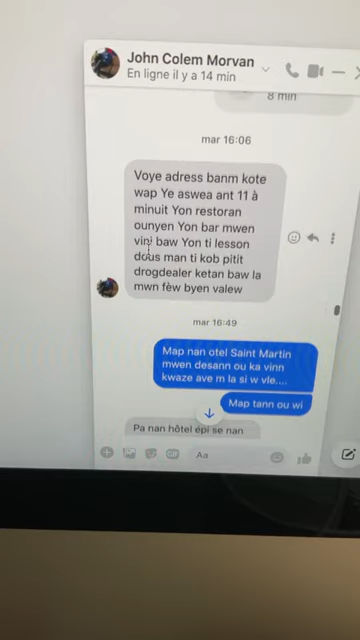 John Colem Morvan
En ligne il y a 14 min
8 min
mar 16:06
Voye adress banm kote
wap Ye aswea ant 11 à
minuit Yon restoran
ounyen Yon bar mwen
vini baw Yon ti lesson
dous man ti kob pitit
drogdealer ketan baw la
mwn fèw byen valew
mar 16:49
Map nan otel Saint Martin
mwen desann ou ka vinn
kwaze ave m la si w vle....
Map tann ou wi
Pa nan hôtel épi se nan
GIF
Aa